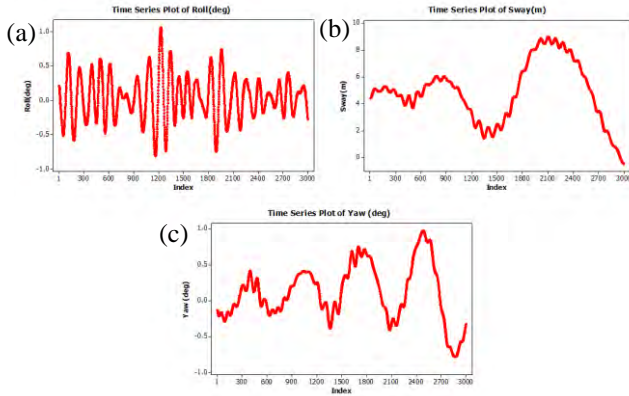 (a)
Time Series Plot of Roll(deg)
Roll(deg)
1.0
0.5
0.0
-0.5
-1.0
1 300 600 900 1200 1500 1800 2100 2400 2700 3000
Index
(b)
Time Series Plot of Sway(m)
Sway(m)
10
8
6
4
2
0
1 300 600 900 1200 1500 1800 2100 2400 2700 3000
Index
(c)
Time Series Plot of Yaw (deg)
Yaw (deg)
1.0
0.5
0.0
-0.5
-1.0
1 300 600 900 1200 1500 1800 2100 2400 2700 3000
Index